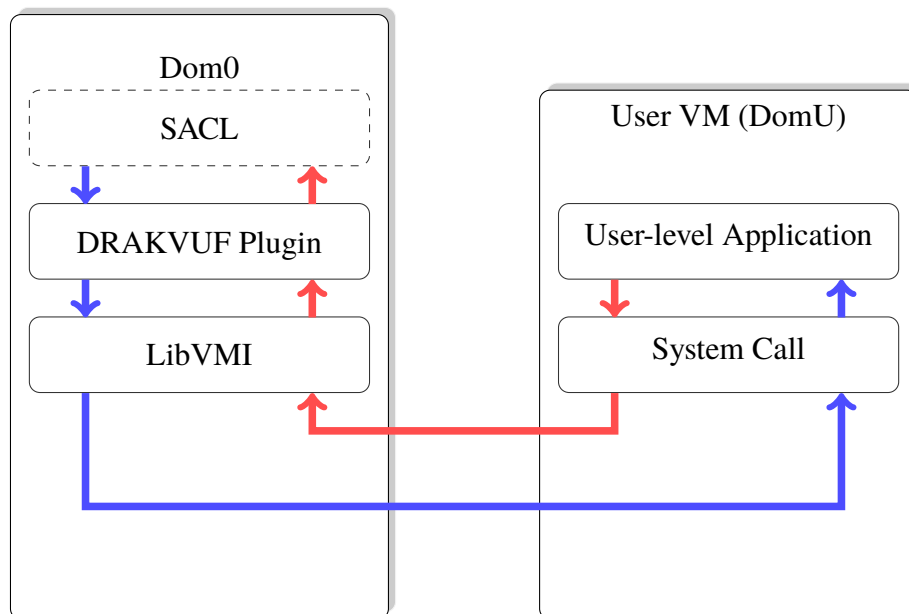 Dom0
SACL
DRAKVUF Plugin
LibVMI
User VM (DomU)
User-level Application
System Call